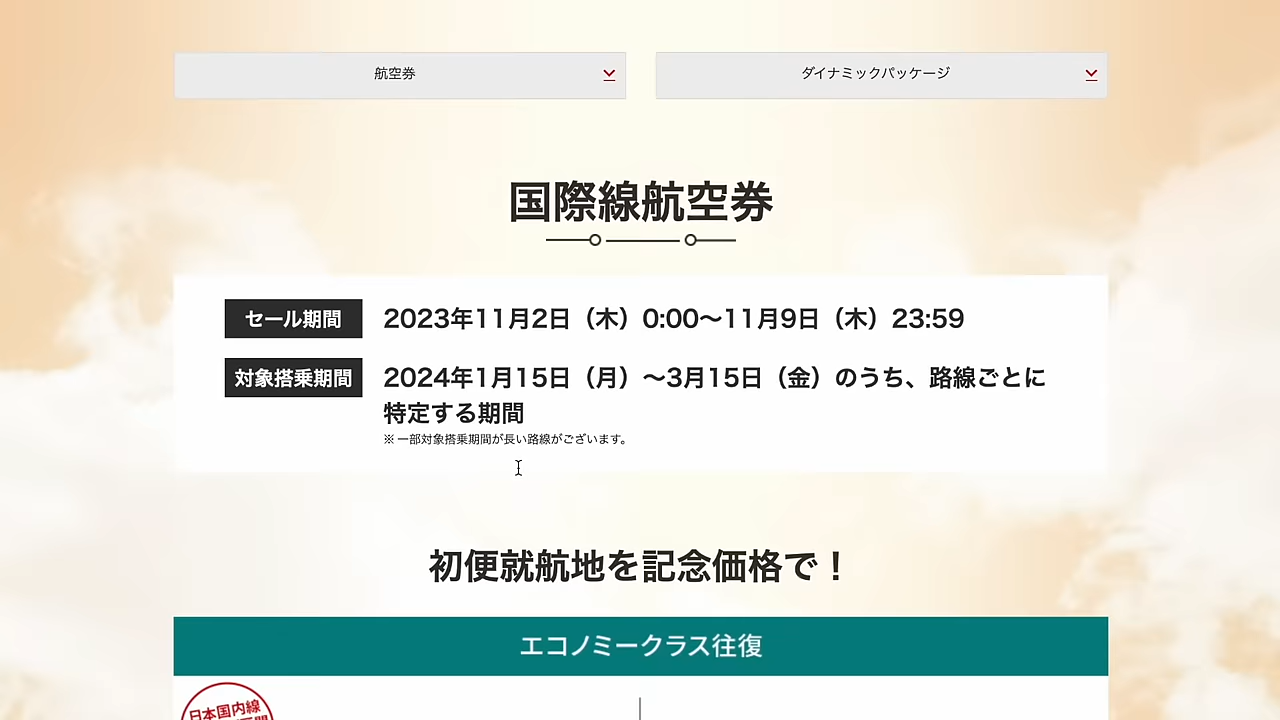 航空券
ダイナミックパッケージ
国際線航空券
セール期間
2023年11月2日（木）0:00〜11月9日（木）23:59
対象搭乗期間
2024年1月15日（月）〜3月15日（金）のうち、路線ごとに
特定する期間
※ 一部対象搭乗期間が長い路線がございます。
初便就航地を記念価格で！
エコノミークラス往復
日本国内線